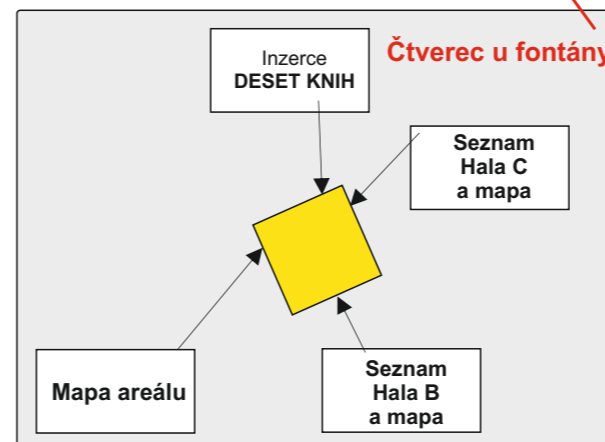 Inzerce
DESET KNIH
Čtverec u fontány
Seznam
Hala C
a mapa
Mapa areálu
Seznam
Hala B
a mapa